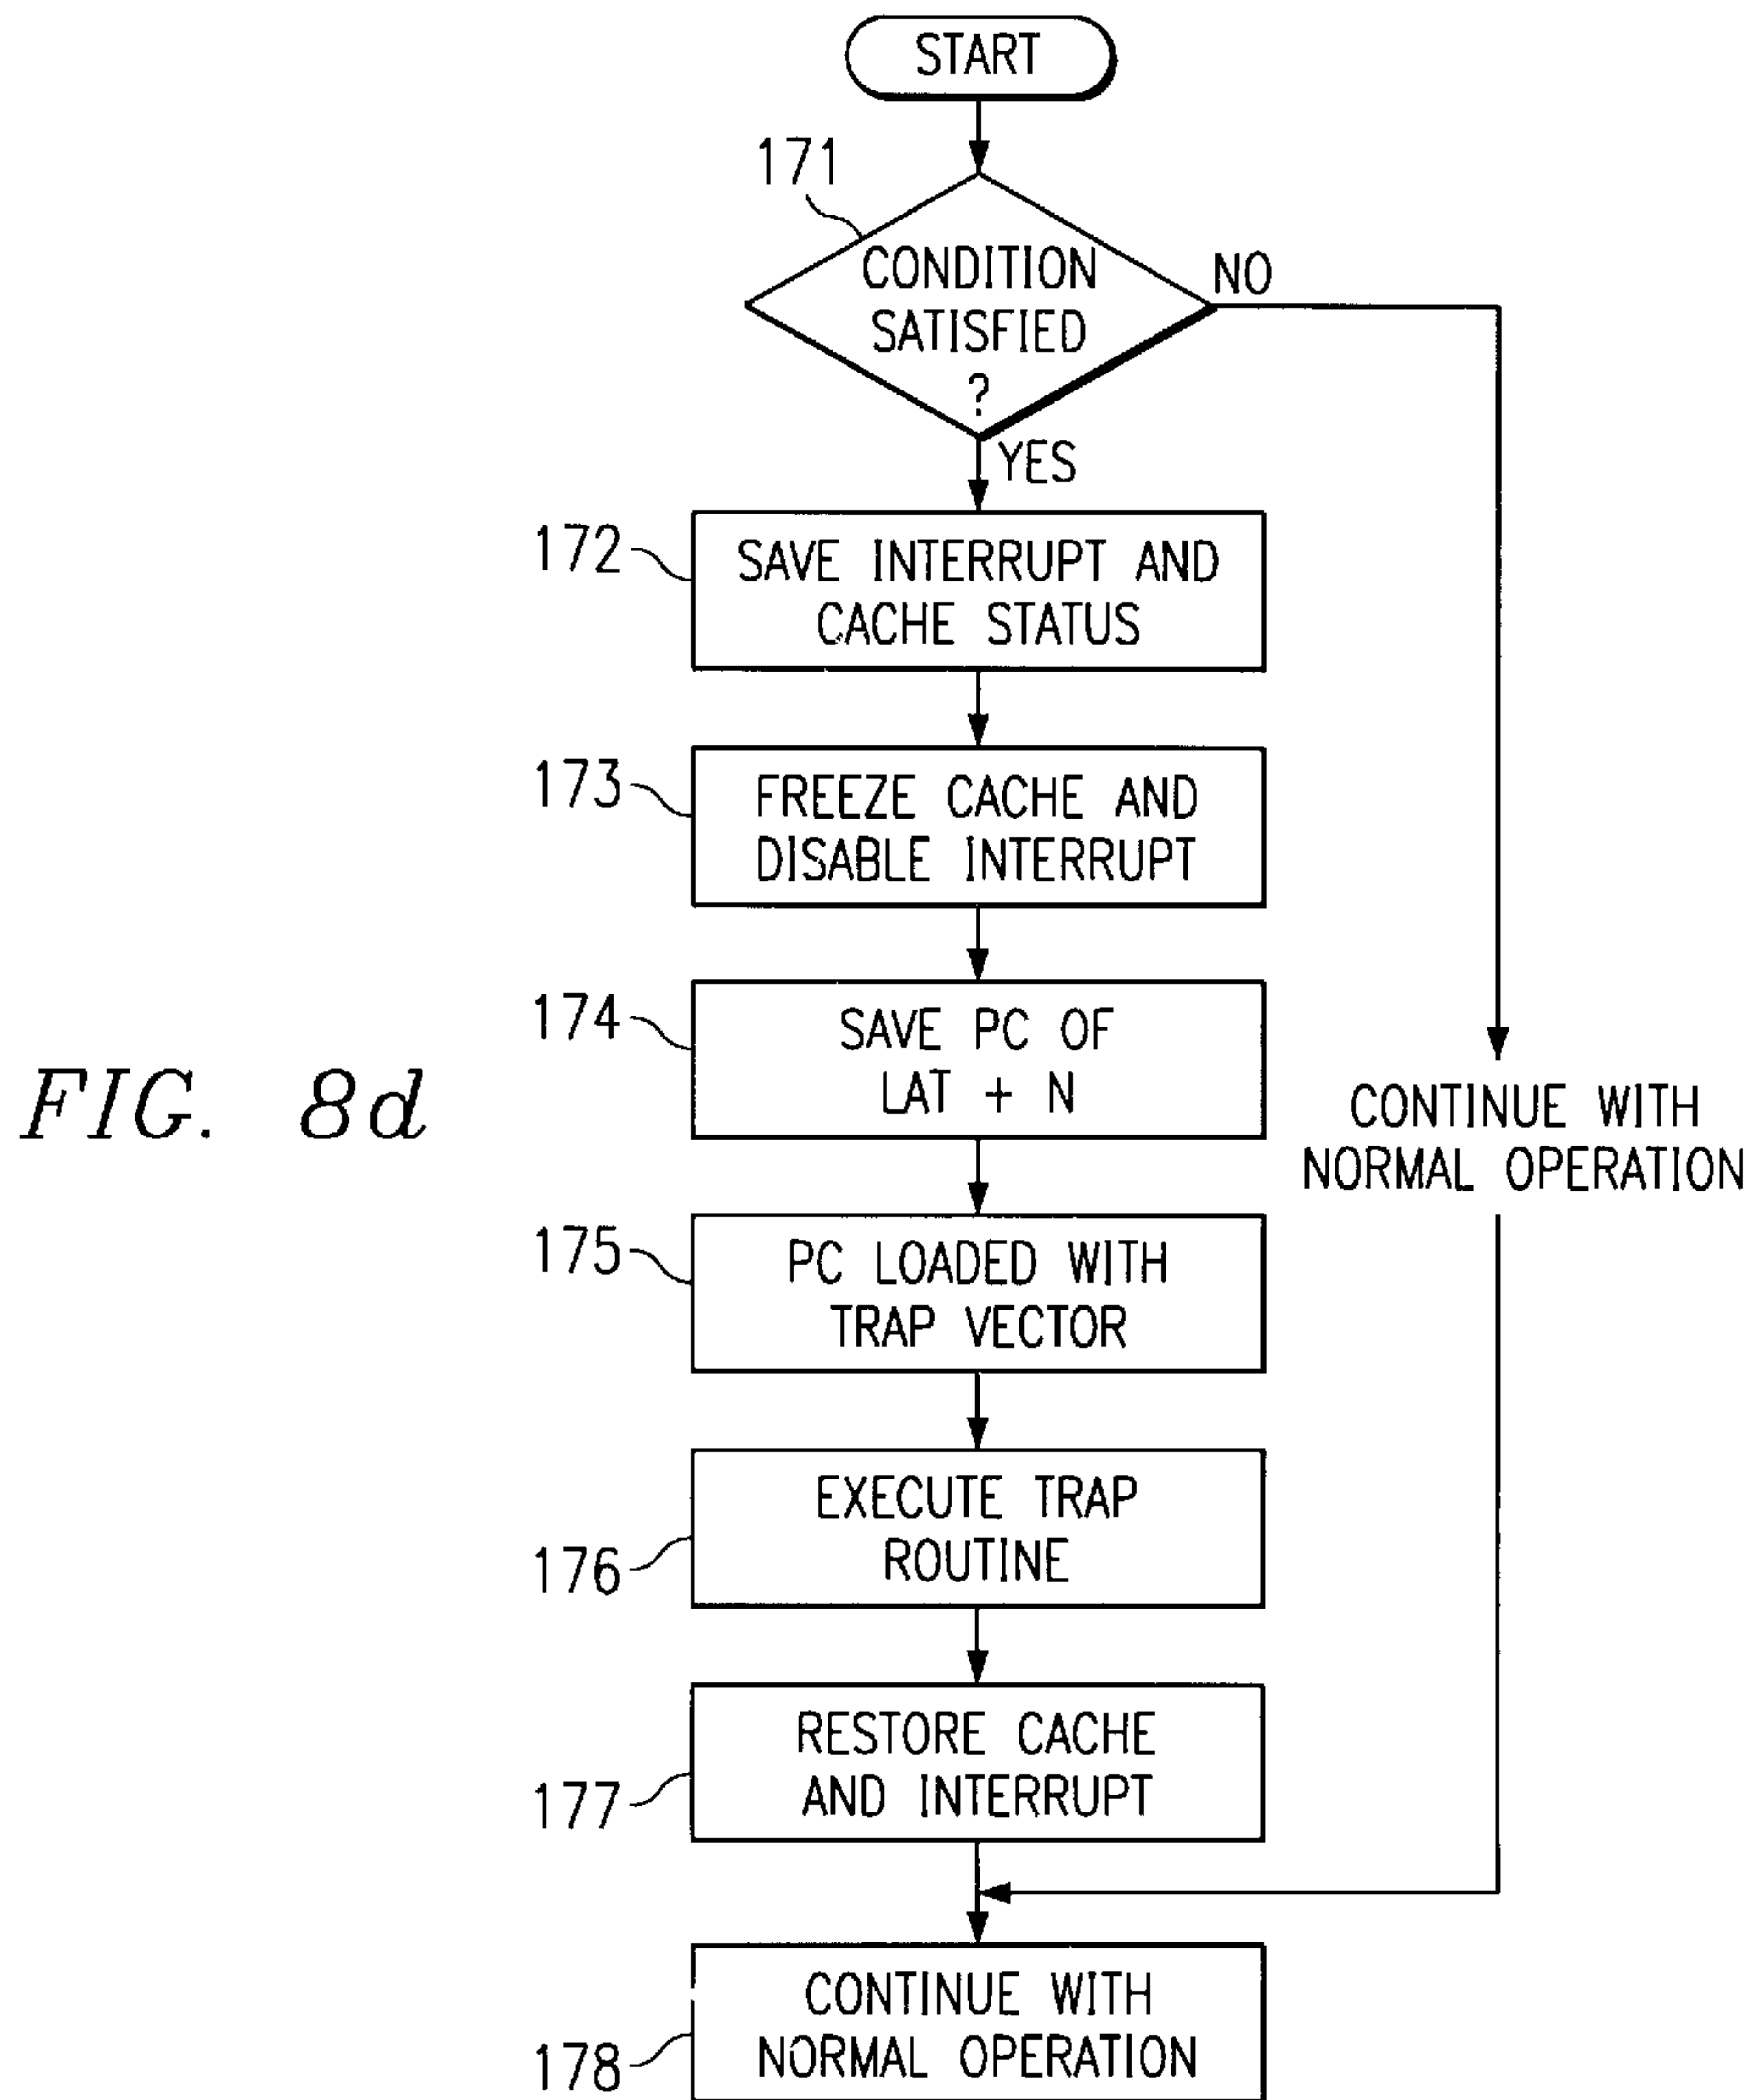 START
171
CONDITION
SATISFIED
?
NO
YES
172
SAVE INTERRUPT AND
CACHE STATUS
173
FREEZE CACHE AND
DISABLE INTERRUPT
174
SAVE PC OF
LAT + N
FIG. 8d
CONTINUE WITH
NORMAL OPERATION
175
PC LOADED WITH
TRAP VECTOR
176
EXECUTE TRAP
ROUTINE
177
RESTORE CACHE
AND INTERRUPT
178
CONTINUE WITH
NORMAL OPERATION